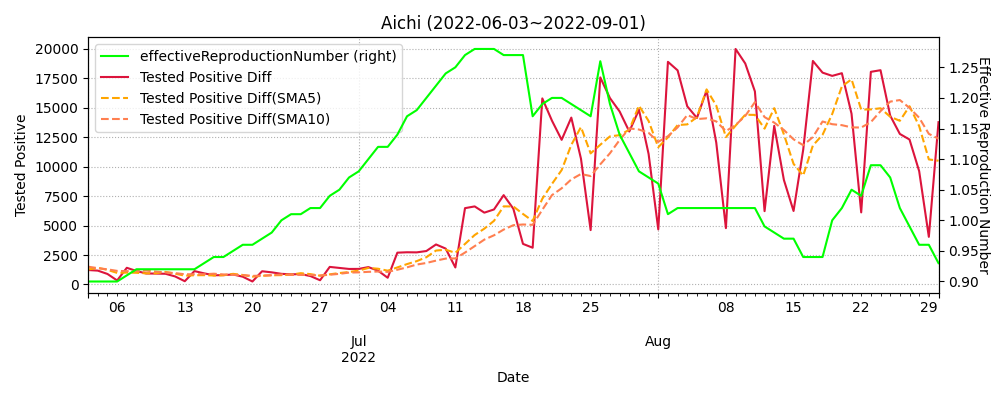 Aichi (2022-06-03~2022-09-01)
effectiveReproductionNumber (right)
Tested Positive Diff
Tested Positive Diff(SMA5)
Tested Positive Diff(SMA10)
Tested Positive
20000
17500
15000
12500
10000
7500
5000
2500
0
Effective Reproduction Number
1.25
1.20
1.15
1.10
1.05
1.00
0.95
0.90
06 13 20 27 04 11 18 25 08 15 22 29
Jul Aug
2022
Date